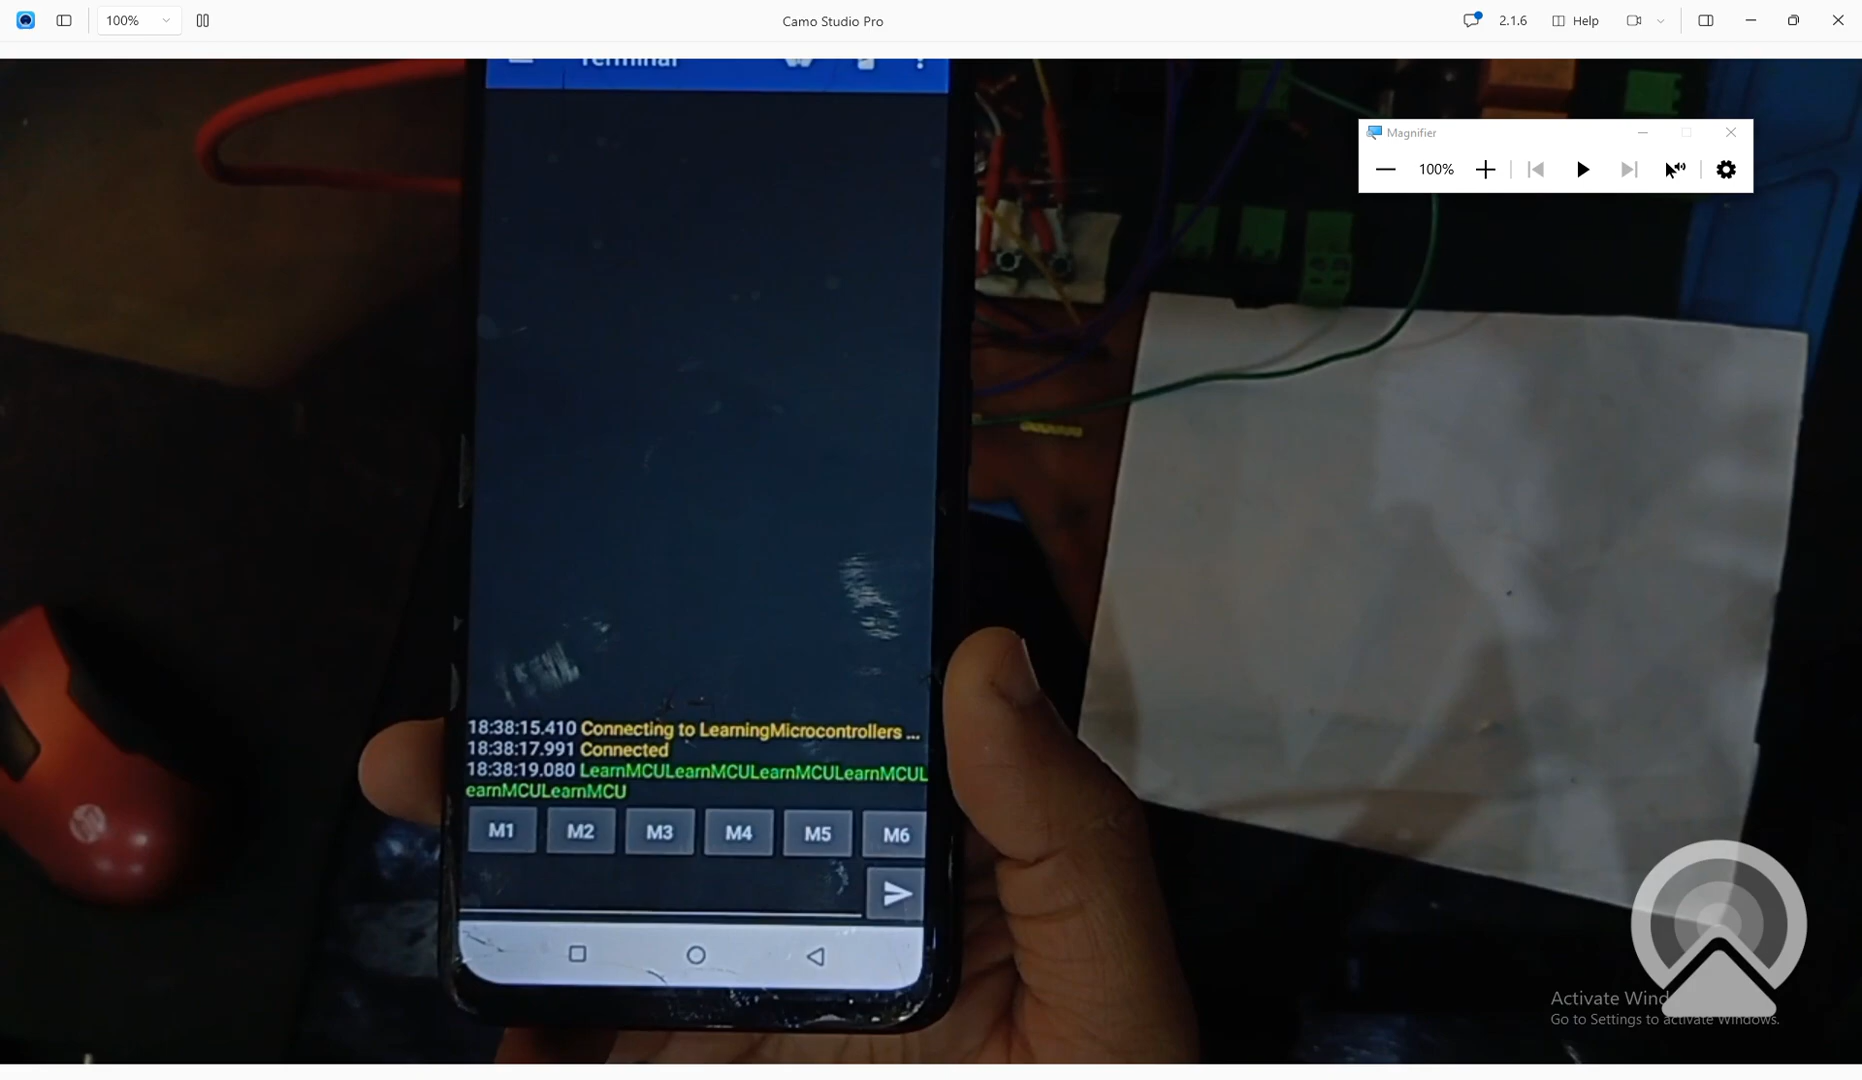 100%
Camo Studio Pro
2.1.6
Help
Terminal
Magnifier
100%
18:38:15.410 Connecting to LearningMicrocontrollers ...
18:38:17.991 Connected
18:38:19.080 LearnMCULearnMCULearnMCULearnMCUL
earnMCULearnMCU
M1 M2 M3 M4 M5 M6
Activate Wind
Go to Settings to activate Windows.